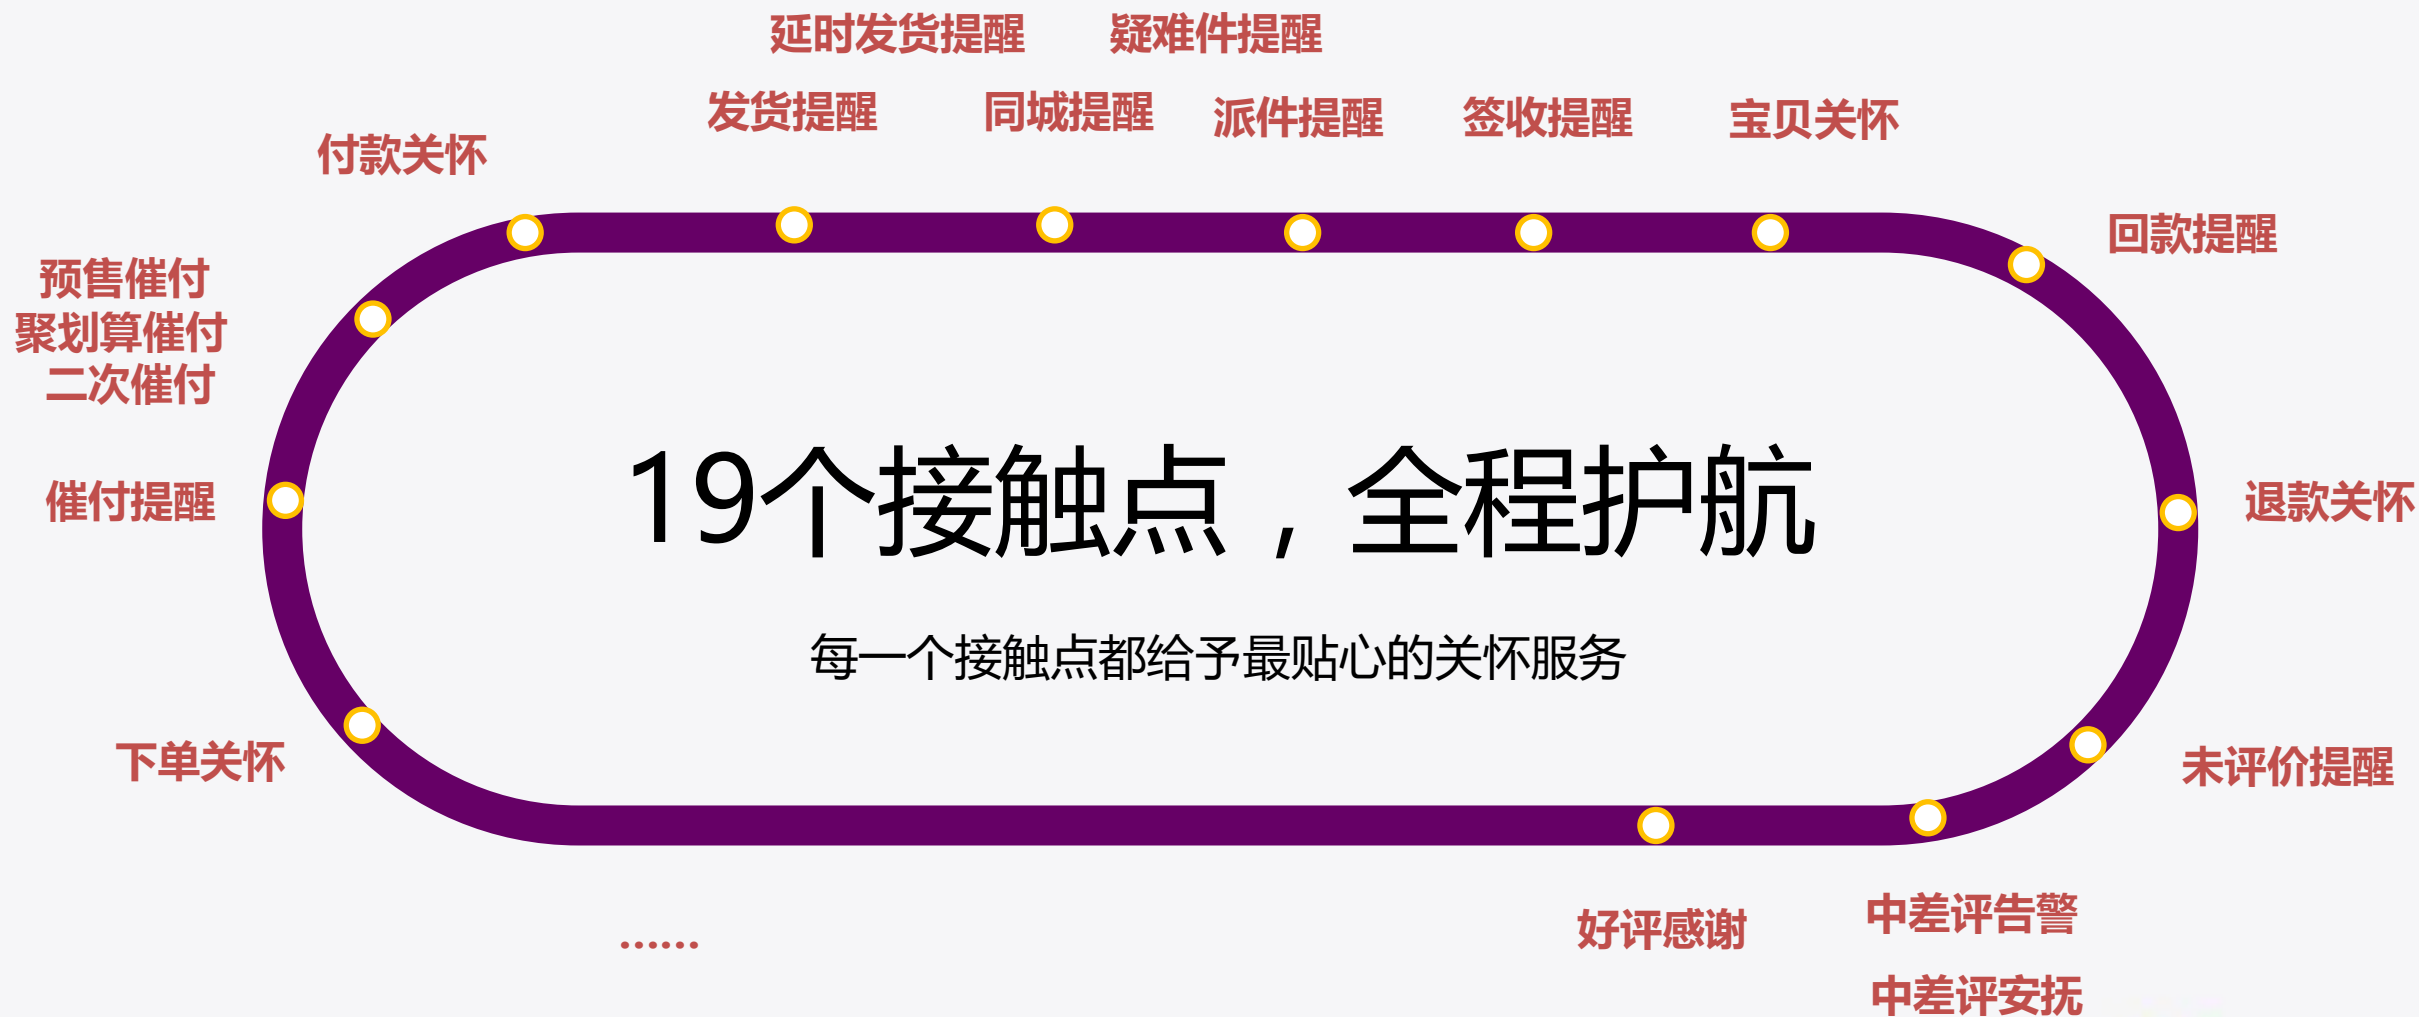 延时发货提醒
疑难件提醒
发货提醒
同城提醒
派件提醒
签收提醒
宝贝关怀
付款关怀
回款提醒
预售催付
聚划算催付
二次催付
催付提醒
19个接触点，全程护航
退款关怀
每一个接触点都给予最贴心的关怀服务
下单关怀
未评价提醒
……
好评感谢
中差评告警
中差评安抚